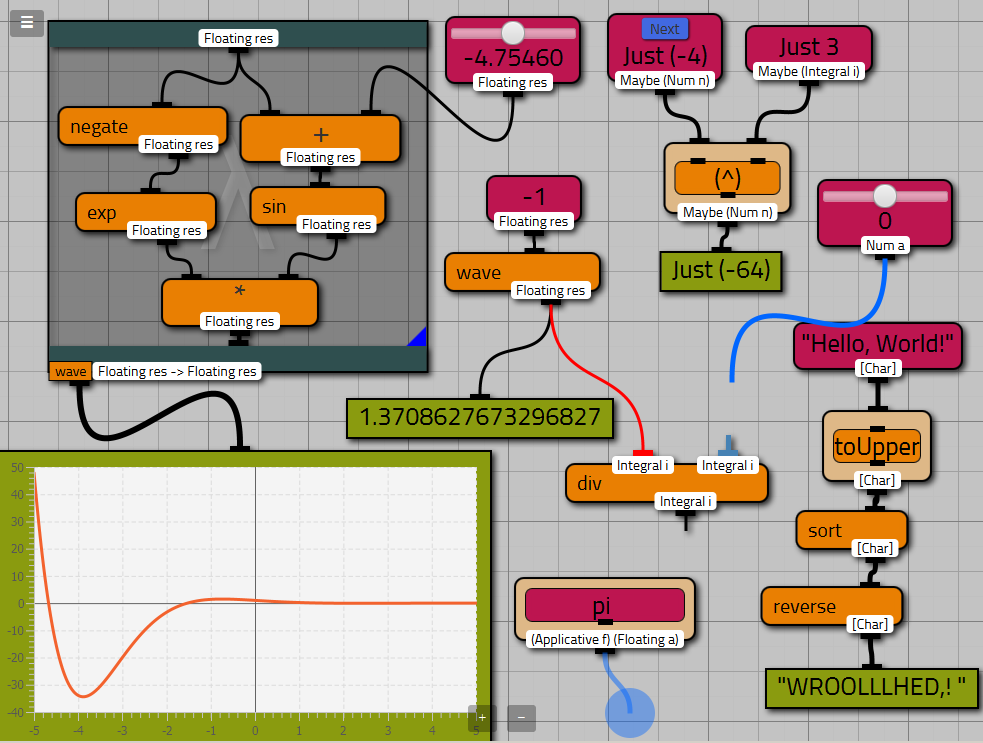 Floating res
negate
Floating res
+
Floating res
exp
Floating res
sin
Floating res
*
Floating res
λ
wave
Floating res -> Floating res
-4.75460
Floating res
Next
Just (-4)
Maybe (Num n)
Just 3
Maybe (Integral i)
(^)
Maybe (Num n)
Just (-64)
-1
Floating res
wave
Floating res
1.3708627673296827
0
Num a
"Hello, World!"
[Char]
toUpper
[Char]
sort
[Char]
reverse
[Char]
"WROOLLLHED,! "
Integral i
Integral i
div
Integral i
pi
(Applicative f) (Floating a)
50
40
30
20
10
0
-10
-20
-30
-40
-5 -4 -3 -2 -1 0 1 2 3 4 5
+ −